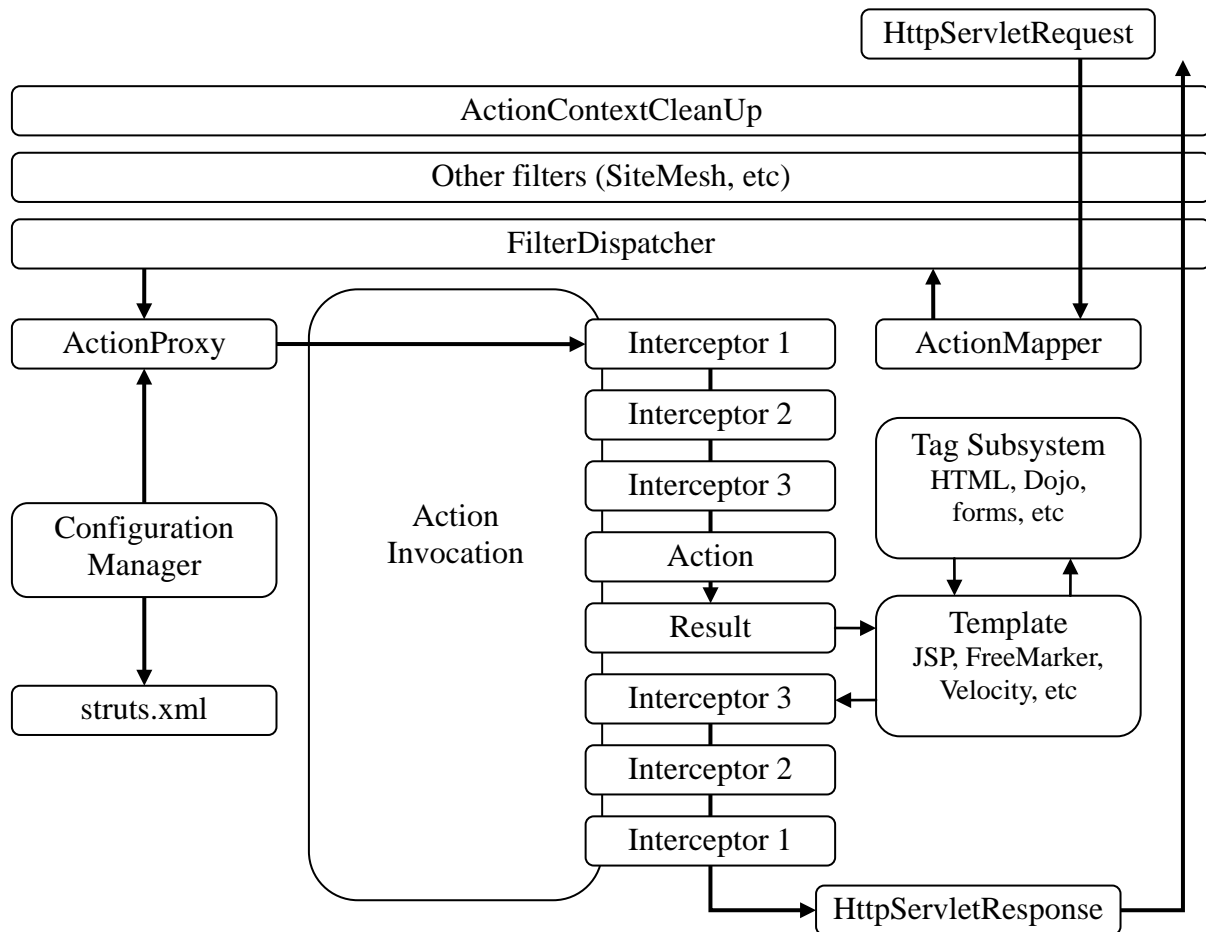 HttpServletRequest
ActionContextCleanUp
Other filters (SiteMesh, etc)
FilterDispatcher
ActionProxy
Interceptor 1
ActionMapper
Interceptor 2
Interceptor 3
Tag Subsystem
HTML, Dojo,
forms, etc
Configuration
Manager
Action
Invocation
Action
Result
Template
JSP, FreeMarker,
Velocity, etc
struts.xml
Interceptor 3
Interceptor 2
Interceptor 1
HttpServletResponse